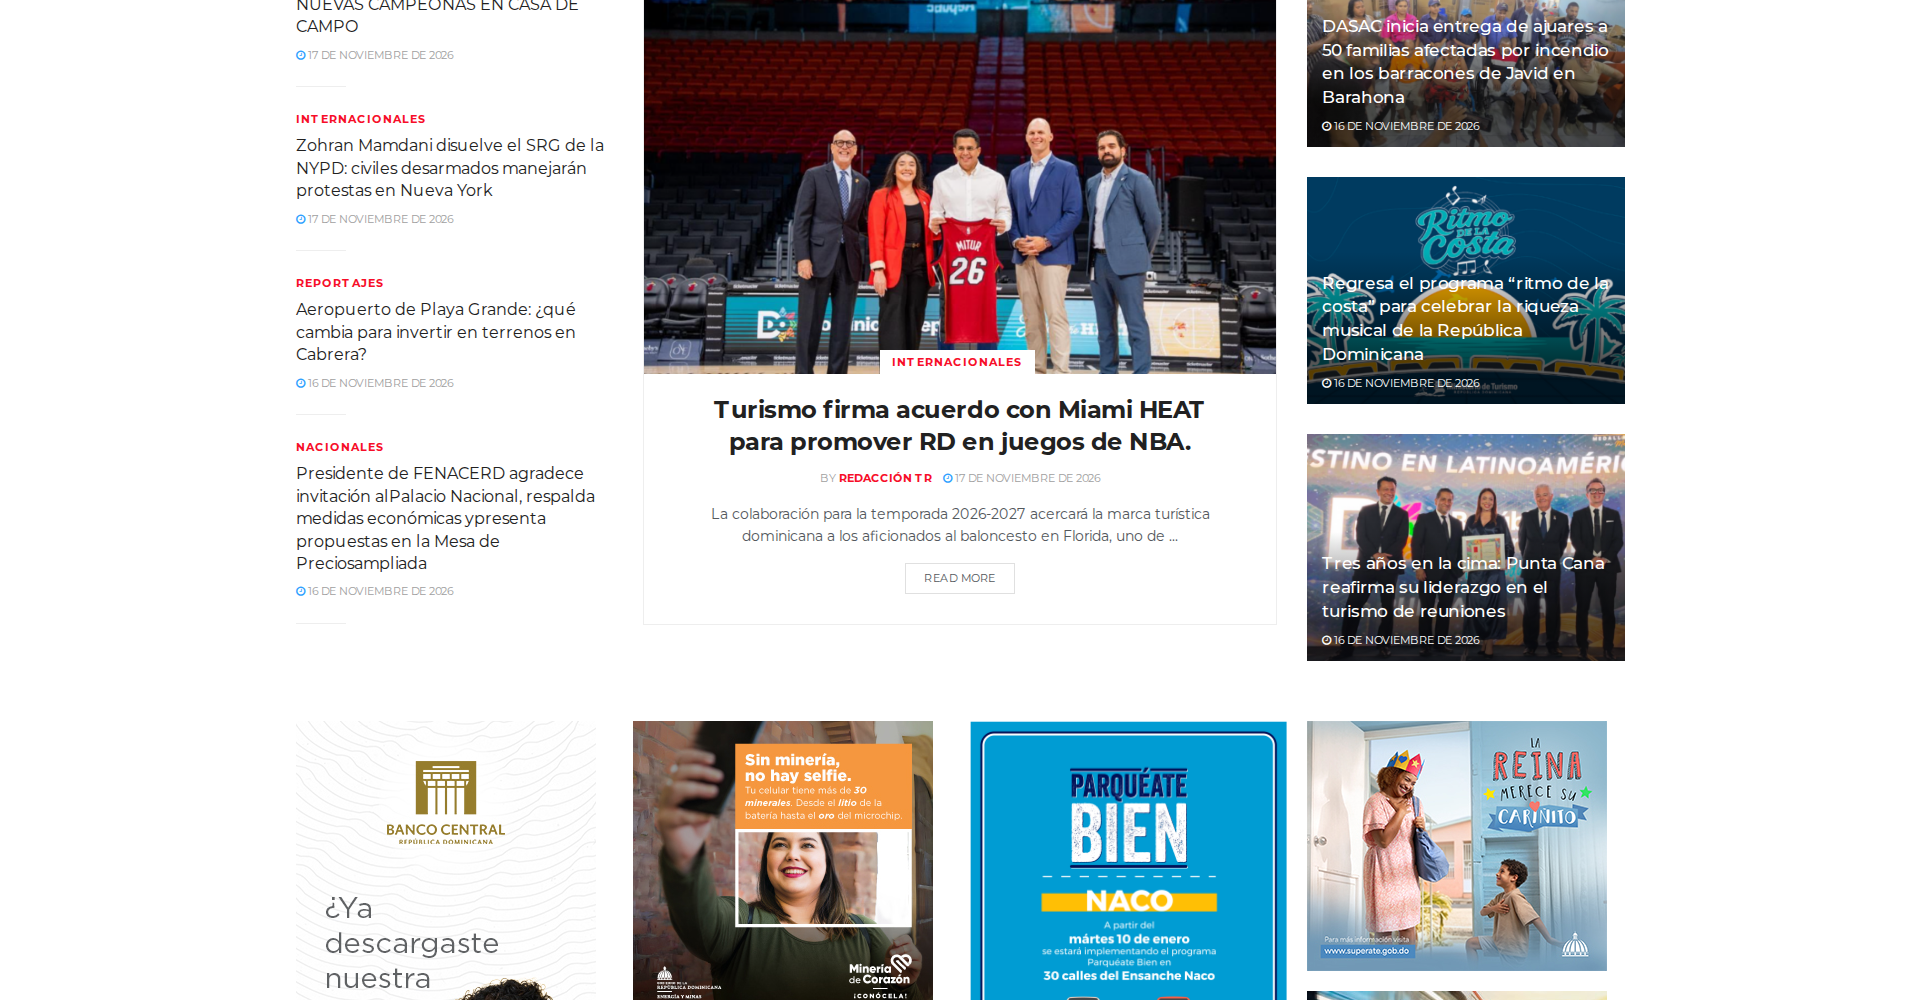 NUEVAS CAMPEONAS EN CASA DE
CAMPO
17 DE NOVIEMBRE DE 2026
INTERNACIONALES
Zohran Mamdani disuelve el SRG de la
NYPD: civiles desarmados manejarán
protestas en Nueva York
17 DE NOVIEMBRE DE 2026
REPORTAJES
Aeropuerto de Playa Grande: ¿qué
cambia para invertir en terrenos en
Cabrera?
16 DE NOVIEMBRE DE 2026
NACIONALES
Presidente de FENACERD agradece
invitación alPalacio Nacional, respalda
medidas económicas ypresenta
propuestas en la Mesa de
Preciosampliada
16 DE NOVIEMBRE DE 2026
MITUR
26
INTERNACIONALES
Turismo firma acuerdo con Miami HEAT
para promover RD en juegos de NBA.
BY REDACCIÓN TR 17 DE NOVIEMBRE DE 2026
La colaboración para la temporada 2026-2027 acercará la marca turística
dominicana a los aficionados al baloncesto en Florida, uno de ...
READ MORE
DASAC inicia entrega de ajuares a
50 familias afectadas por incendio
en los barracones de Javid en
Barahona
16 DE NOVIEMBRE DE 2026
Ritmo
DE LA
Costa
Regresa el programa “ritmo de la
costa” para celebrar la riqueza
musical de la República
Dominicana
16 DE NOVIEMBRE DE 2026
ESTINO EN LATINOAMÉRIC
Tres años en la cima: Punta Cana
reafirma su liderazgo en el
turismo de reuniones
16 DE NOVIEMBRE DE 2026
BANCO CENTRAL
REPÚBLICA DOMINICANA
¿Ya
descargaste
nuestra
Sin minería,
no hay selfie.
Tu celular tiene más de 30
minerales. Desde el litio de la
batería hasta el oro del microchip.
Minería
de Corazón
¡CONÓCELA!
REPÚBLICA DOMINICANA
ENERGÍA Y MINAS
PARQUÉATE
BIEN
NACO
A partir del
mártes 10 de enero
se estará implementando el programa
Parquéate Bien en
30 calles del Ensanche Naco
LA
REINA
MERECE SU
CARIÑITO
Para más información visita
www.superate.gob.do